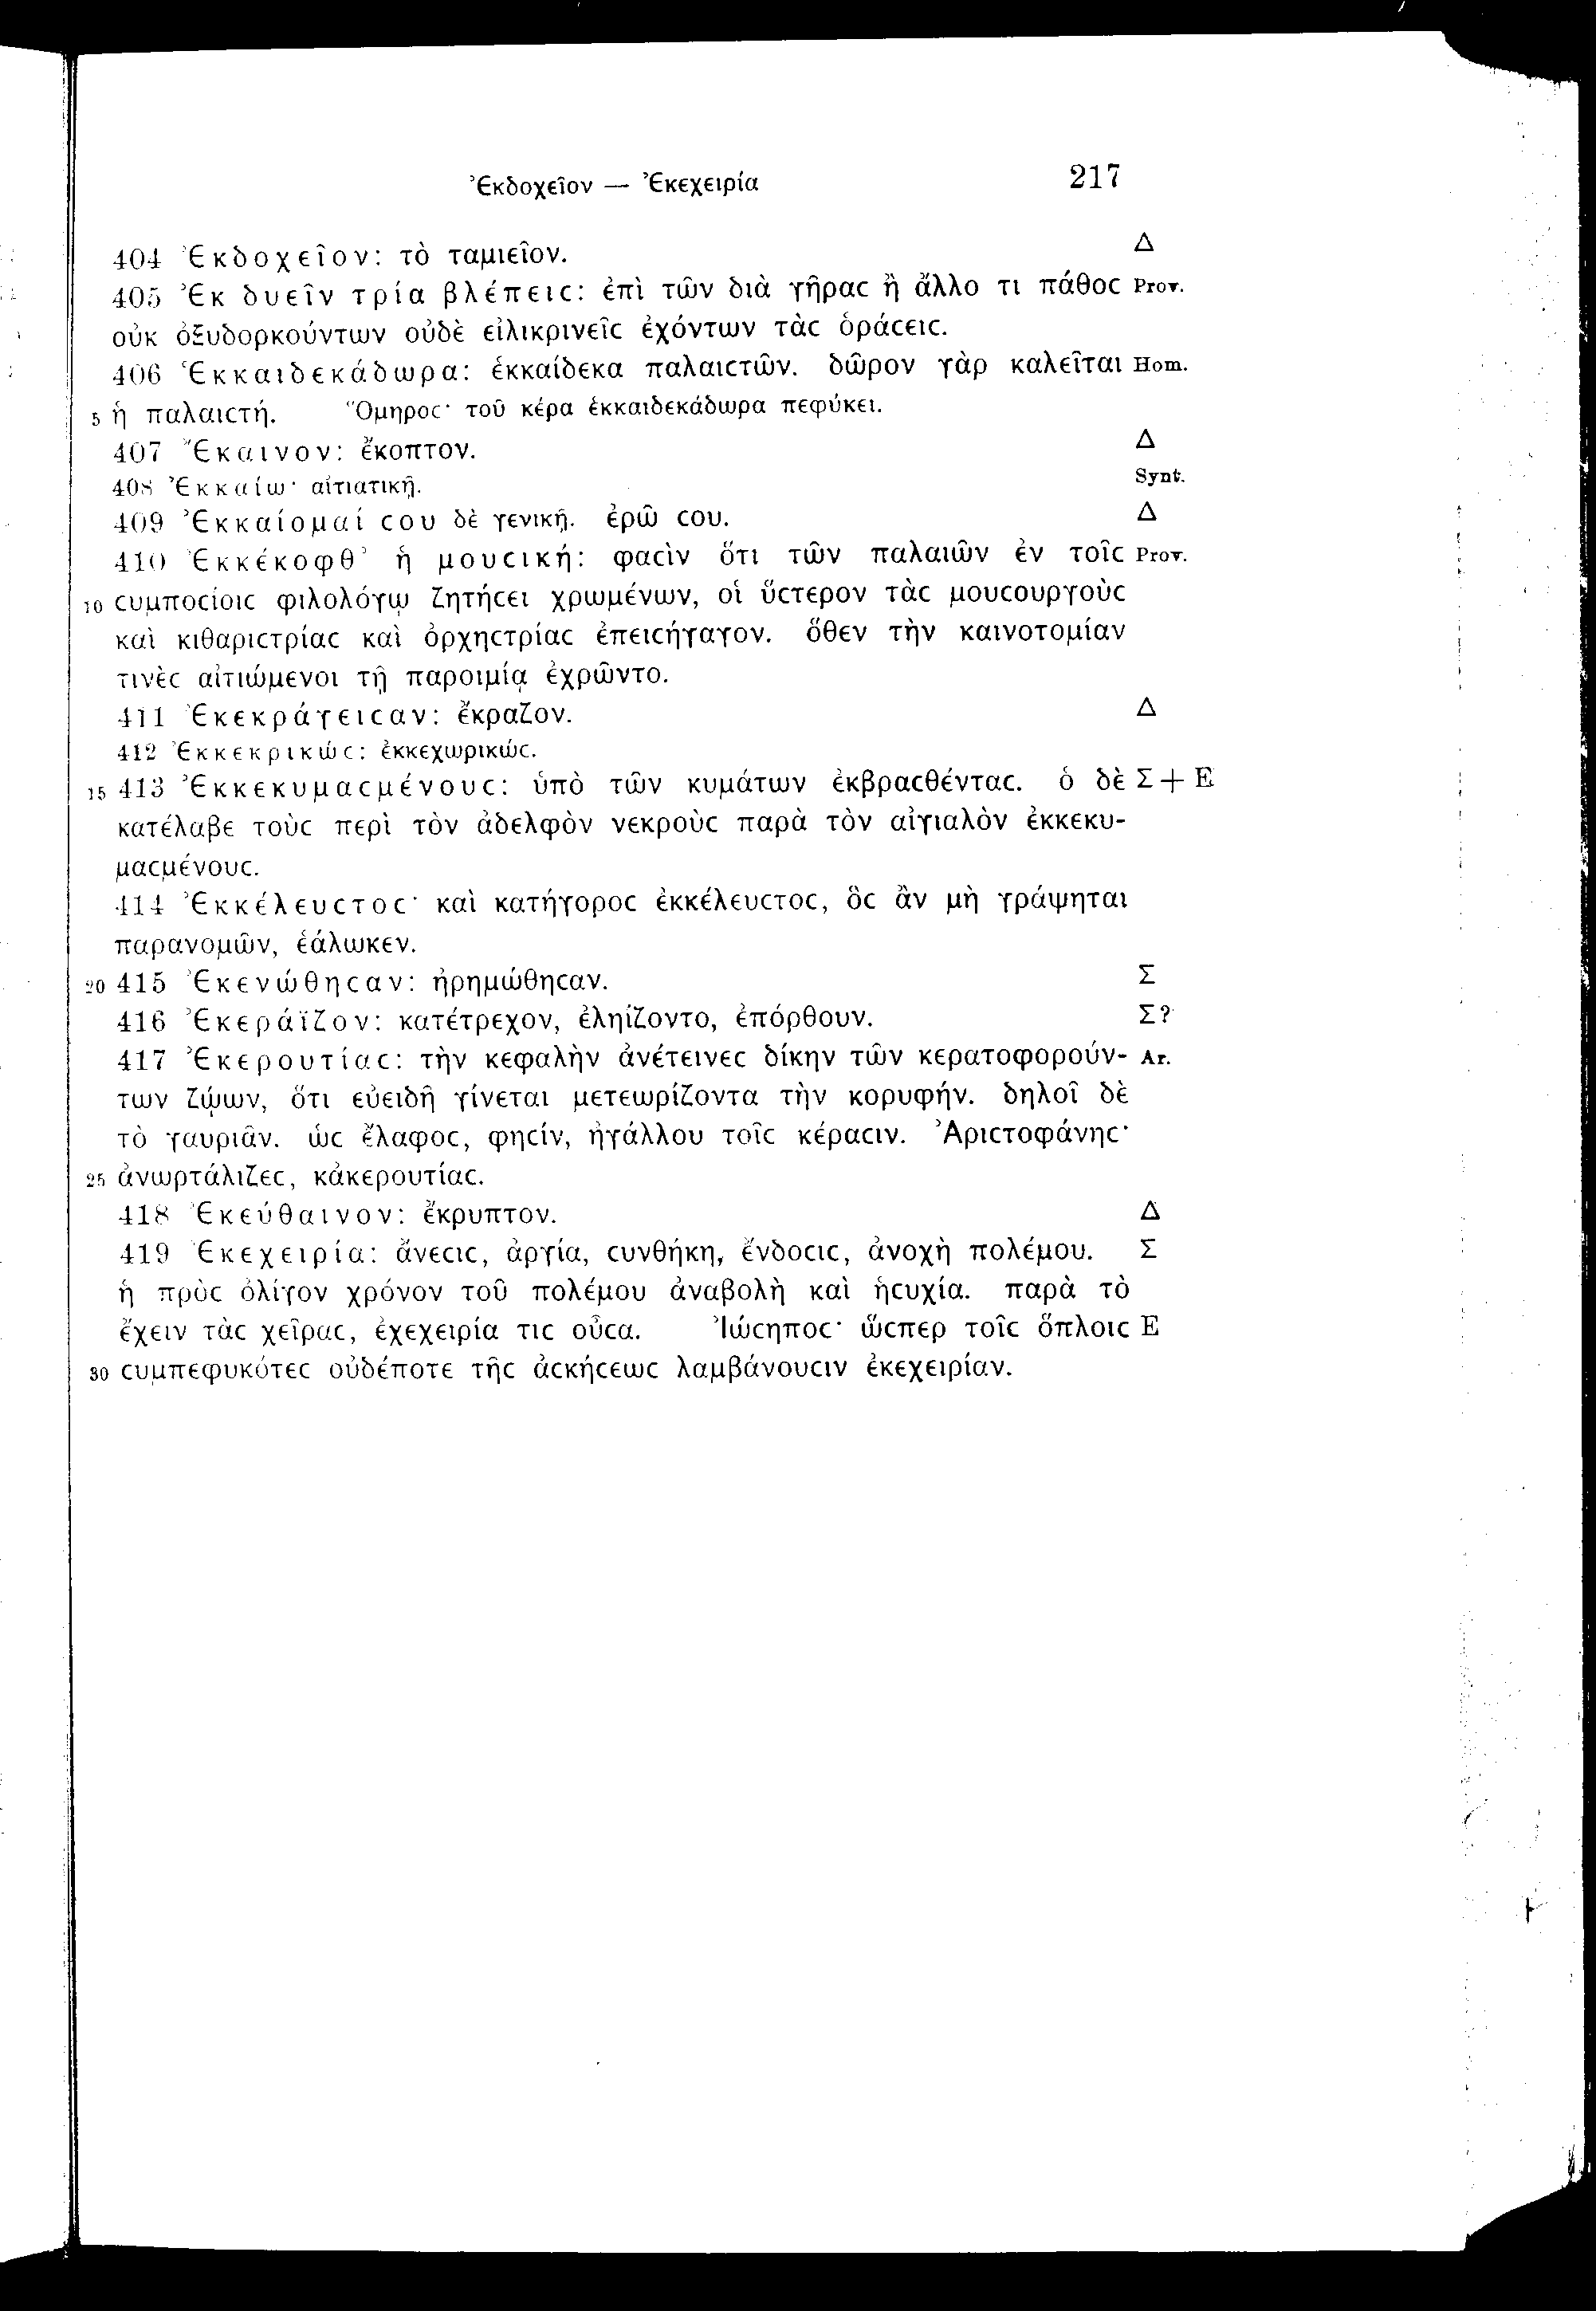 Ἐκδοχεῖον — Ἐκεχειρία 217
404 Ἐκδοχεῖον: τὸ ταμιεῖον. Δ
405 Ἐκ δυεῖν τρία βλέπειϲ: ἐπὶ τῶν διὰ γῆραϲ ἢ ἄλλο τι πάθοϲ Prov.
οὐκ ὀξυδορκούντων οὐδὲ εἰλικρινεῖϲ ἐχόντων τὰϲ ὁράϲειϲ.
406 Ἑκκαιδεκάδωρα: ἑκκαίδεκα παλαιϲτῶν. δῶρον γὰρ καλεῖται Hom.
5 ἡ παλαιϲτή. Ὅμηροϲ· τοῦ κέρα ἑκκαιδεκάδωρα πεφύκει.
407 Ἔκαινον: ἔκοπτον. Δ
408 Ἐκκαίω· αἰτιατικῇ. Synt.
409 Ἐκκαίομαί ϲου δὲ γενικῇ. ἐρῶ ϲου. Δ
410 Ἐκκέκοφθ’ ἡ μουϲική: φαϲὶν ὅτι τῶν παλαιῶν ἐν τοῖϲ Prov.
10 ϲυμποϲίοιϲ φιλολόγῳ ζητήϲει χρωμένων, οἱ ὕϲτερον τὰϲ μουϲουργοὺϲ
καὶ κιθαριϲτρίαϲ καὶ ὀρχηϲτρίαϲ ἐπειϲήγαγον. ὅθεν τὴν καινοτομίαν
τινὲϲ αἰτιώμενοι τῇ παροιμίᾳ ἐχρῶντο.
411 Ἐκεκράγειϲαν: ἔκραζον. Δ
412 Ἐκκεκρικώϲ: ἐκκεχωρικώϲ.
15 413 Ἐκκεκυμαϲμένουϲ: ὑπὸ τῶν κυμάτων ἐκβραϲθένταϲ. ὁ δὲ Σ + E
κατέλαβε τοὺϲ περὶ τὸν ἀδελφὸν νεκροὺϲ παρὰ τὸν αἰγιαλὸν ἐκκεκυ-
μαϲμένουϲ.
414 Ἐκκέλευϲτοϲ· καὶ κατήγοροϲ ἐκκέλευϲτοϲ, ὃϲ ἂν μὴ γράψηται
παρανομῶν, ἑάλωκεν.
20 415 Ἐκενώθηϲαν: ἠρημώθηϲαν. Σ
416 Ἐκεράϊζον: κατέτρεχον, ἐληίζοντο, ἐπόρθουν. Σ?
417 Ἐκερουτίαϲ: τὴν κεφαλὴν ἀνέτεινεϲ δίκην τῶν κερατοφορούν- Ar.
των ζῴων, ὅτι εὐειδῆ γίνεται μετεωρίζοντα τὴν κορυφήν. δηλοῖ δὲ
τὸ γαυριᾶν. ὡϲ ἔλαφοϲ, φηϲίν, ἠγάλλου τοῖϲ κέραϲιν. Ἀριϲτοφάνηϲ·
25 ἀνωρτάλιζεϲ, κἀκερουτίαϲ.
418 Ἐκεύθαινον: ἔκρυπτον. Δ
419 Ἐκεχειρία: ἄνεϲιϲ, ἀργία, ϲυνθήκη, ἔνδοϲιϲ, ἀνοχὴ πολέμου. Σ
ἡ πρὸϲ ὀλίγον χρόνον τοῦ πολέμου ἀναβολὴ καὶ ἡϲυχία. παρὰ τὸ
ἔχειν τὰϲ χεῖραϲ, ἐχεχειρία τιϲ οὖϲα. Ἰώϲηποϲ· ὥϲπερ τοῖϲ ὅπλοιϲ E
30 ϲυμπεφυκότεϲ οὐδέποτε τῆϲ ἀϲκήϲεωϲ λαμβάνουϲιν ἐκεχειρίαν.